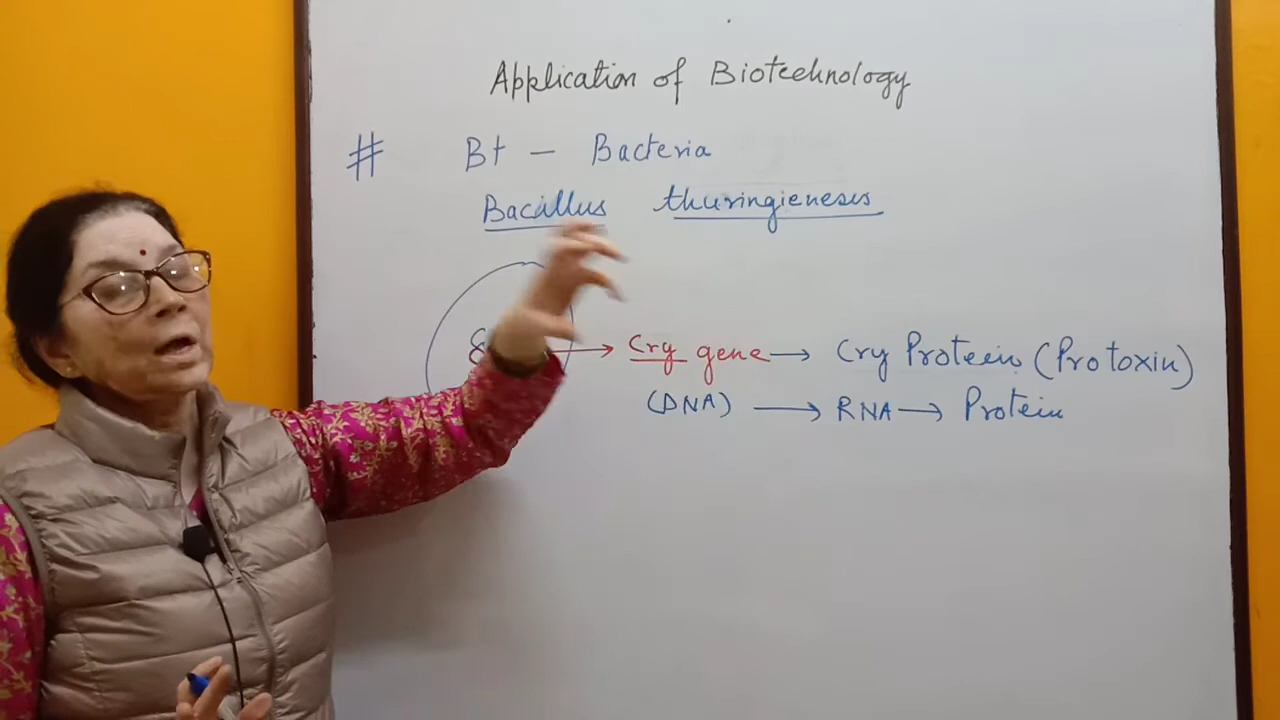 Application of Biotechnology
# Bt - Bacteria
Bacillus thuringienesis
Cry gene → Cry Protein (Protoxin)
(DNA) → RNA → Protein